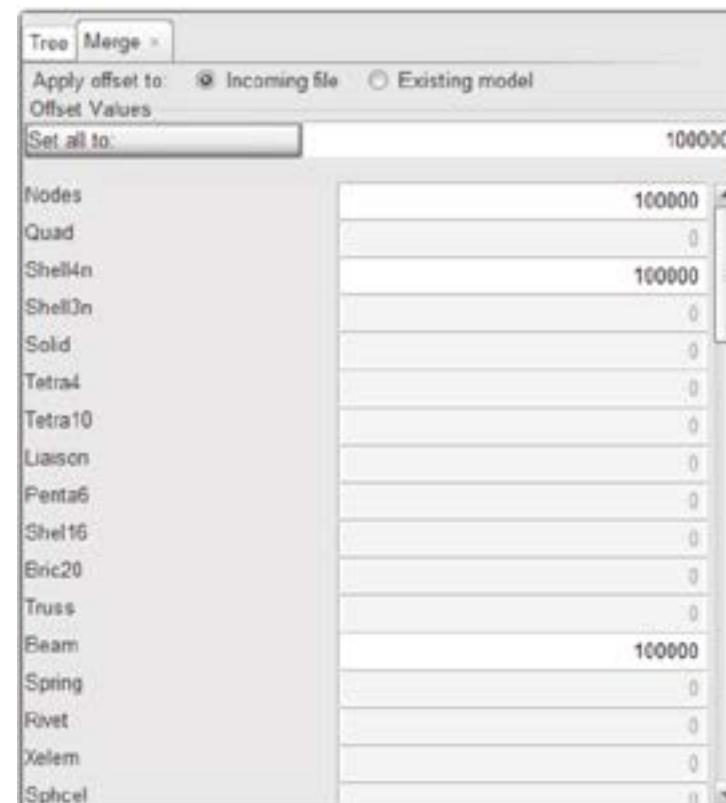 Tree Merge ×
Apply offset to: Incoming file Existing model
Offset Values
Set all to: 100000
Nodes 100000
Quad 0
Shell4n 100000
Shell3n 0
Solid 0
Tetra4 0
Tetra10 0
Liaison 0
Penta6 0
Shel16 0
Bric20 0
Truss 0
Beam 100000
Spring 0
Rivet 0
Xelem 0
Sphcel 0